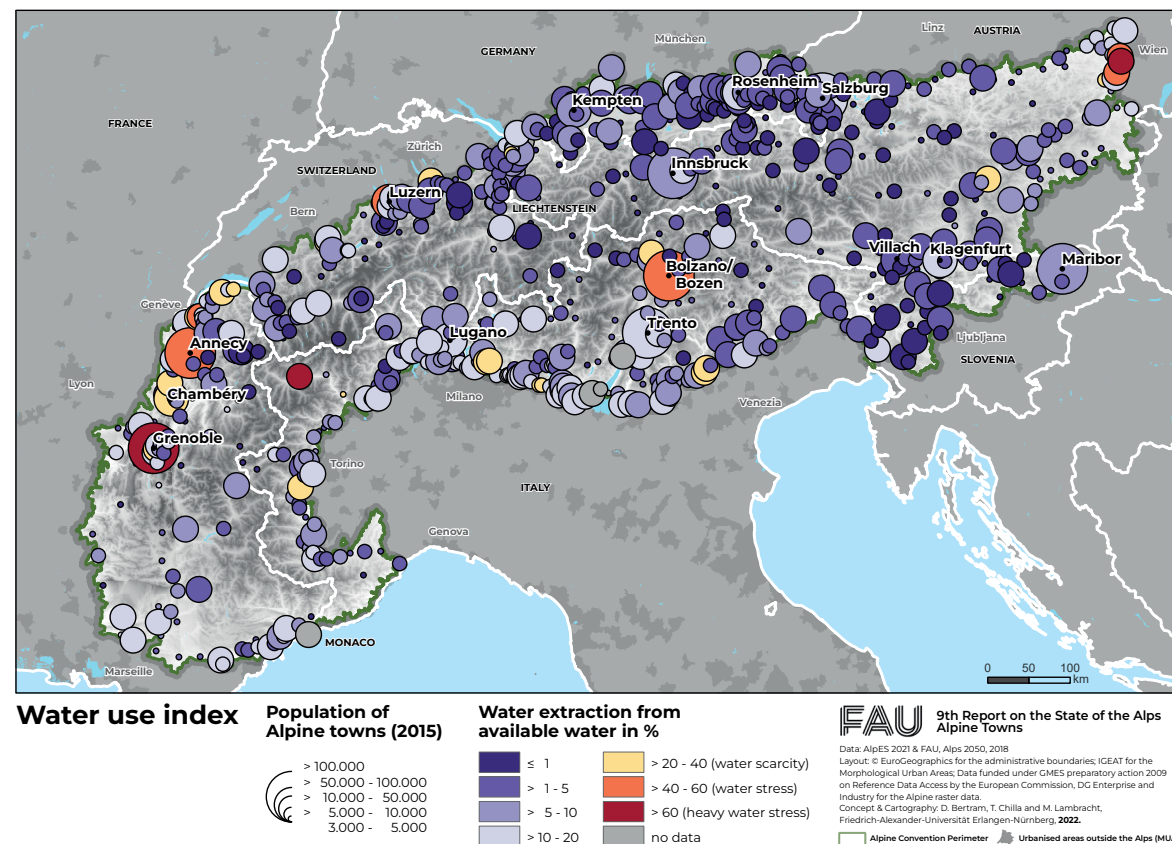 Linz
AUSTRIA
München
GERMANY
Wien
Rosenheim
Salzburg
Kempten
FRANCE
Zürich
Innsbruck
SWITZERLAND
Luzern
LIECHTENSTEIN
Bern
Villach
Klagenfurt
Maribor
Bolzano/
Bozen
Genève
Trento
Lugano
Annecy
Ljubljana
SLOVENIA
Lyon
Chambéry
Milano
Venezia
Grenoble
Torino
ITALY
Genova
MONACO
Marseille
0 50 100
km
Water use index
Population of
Alpine towns (2015)
> 100.000
> 50.000 - 100.000
> 10.000 - 50.000
> 5.000 - 10.000
3.000 - 5.000
Water extraction from
available water in %
≤ 1
> 1 - 5
> 5 - 10
> 10 - 20
> 20 - 40 (water scarcity)
> 40 - 60 (water stress)
> 60 (heavy water stress)
no data
FAU
9th Report on the State of the Alps
Alpine Towns
Data: AlpES 2021 & FAU, Alps 2050, 2018
Layout: © EuroGeographics for the administrative boundaries; IGEAT for the
Morphological Urban Areas; Data funded under GMES preparatory action 2009
on Reference Data Access by the European Commission, DG Enterprise and
Industry for the Alpine raster data.
Concept & Cartography: D. Bertram, T. Chilla and M. Lambracht,
Friedrich-Alexander-Universität Erlangen-Nürnberg, 2022.
Alpine Convention Perimeter
Urbanised areas outside the Alps (MU